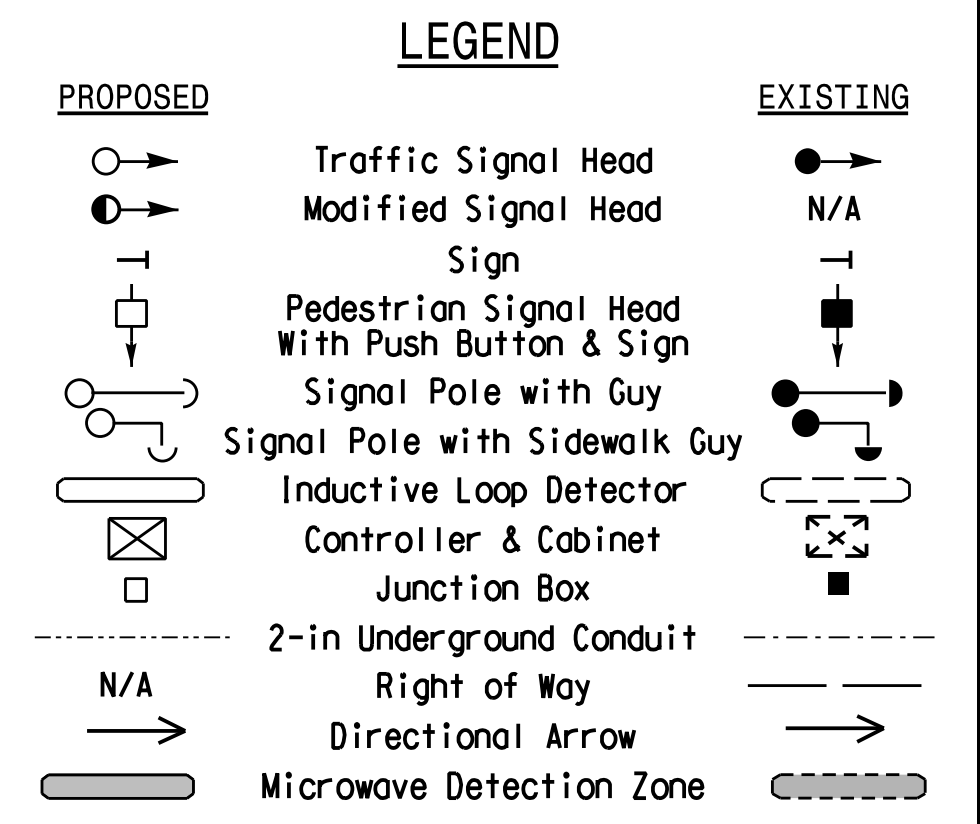 LEGEND
PROPOSED EXISTING
Traffic Signal Head
Modified Signal Head N/A
Sign
Pedestrian Signal Head
With Push Button & Sign
Signal Pole with Guy
Signal Pole with Sidewalk Guy
Inductive Loop Detector
Controller & Cabinet
Junction Box
2-in Underground Conduit
N/A Right of Way
Directional Arrow
Microwave Detection Zone